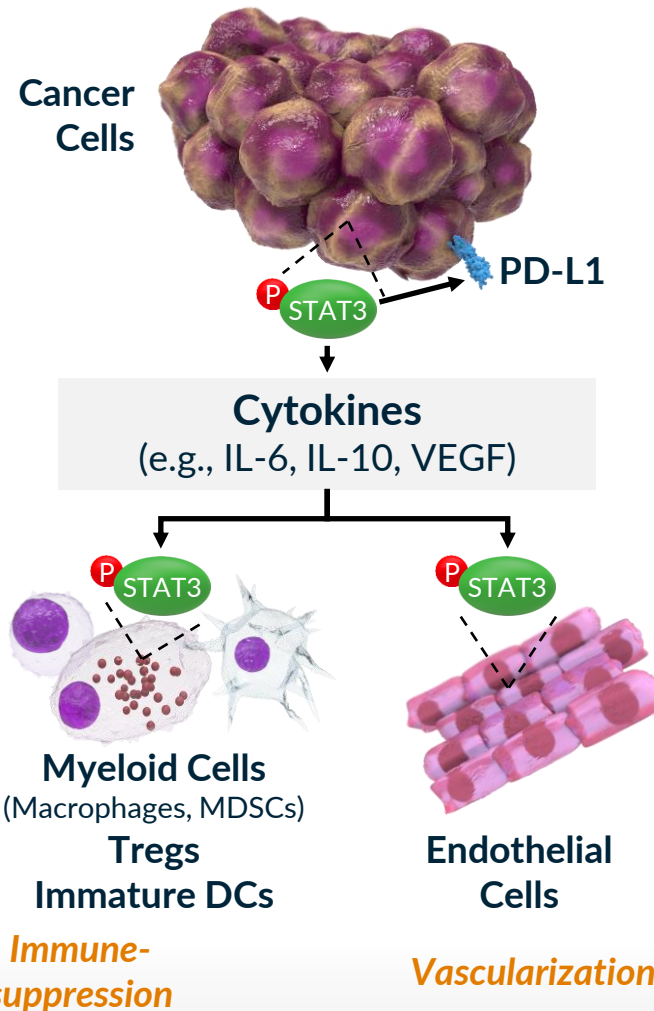 Cancer
Cells
PD-L1
P
STAT3
Cytokines
(e.g., IL-6, IL-10, VEGF)
P
STAT3
P
STAT3
Myeloid Cells
(Macrophages, MDSCs)
Tregs
Immature DCs
Endothelial
Cells
Immune-
suppression
Vascularization